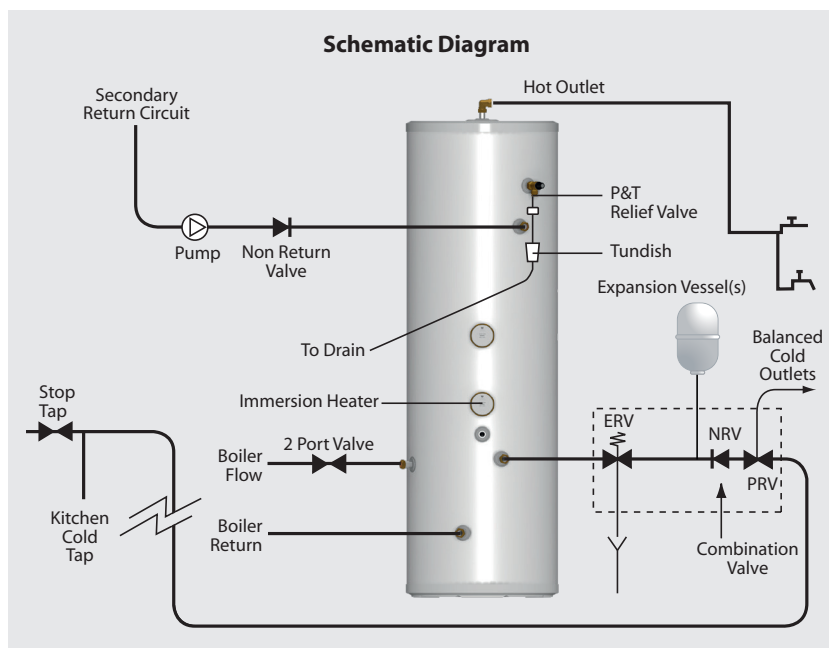 Schematic Diagram
Secondary
Return Circuit
Hot Outlet
P&T
Relief Valve
Pump
Non Return
Valve
Tundish
Expansion Vessel(s)
To Drain
Balanced
Cold
Outlets
Stop
Tap
Immersion Heater
ERV
NRV
2 Port Valve
Boiler
Flow
PRV
Kitchen
Cold
Tap
Boiler
Return
Combination
Valve